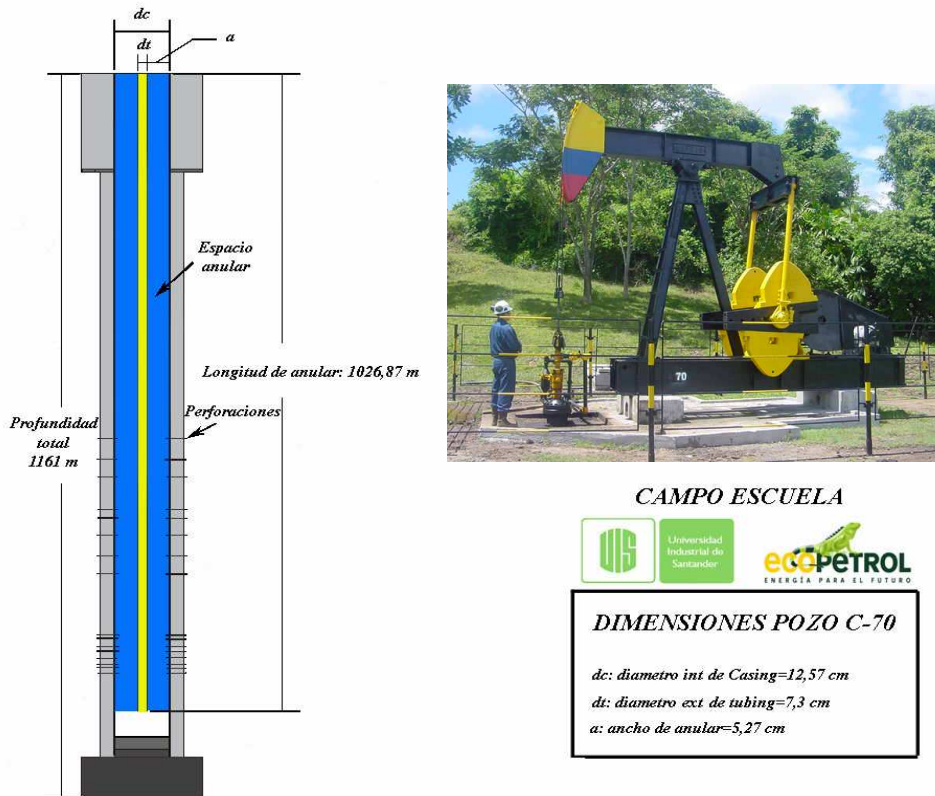 dc
dt
a
Espacio
anular
Longitud de anular: 1026,87 m
Perforaciones
Profundidad
total
1161 m
70
CAMPO ESCUELA
UIS
Universidad
Industrial de
Santander
ecoPETROL
ENERGÍA PARA EL FUTURO
DIMENSIONES POZO C-70
dc: diametro int de Casing=12,57 cm
dt: diametro ext de tubing=7,3 cm
a: ancho de anular=5,27 cm